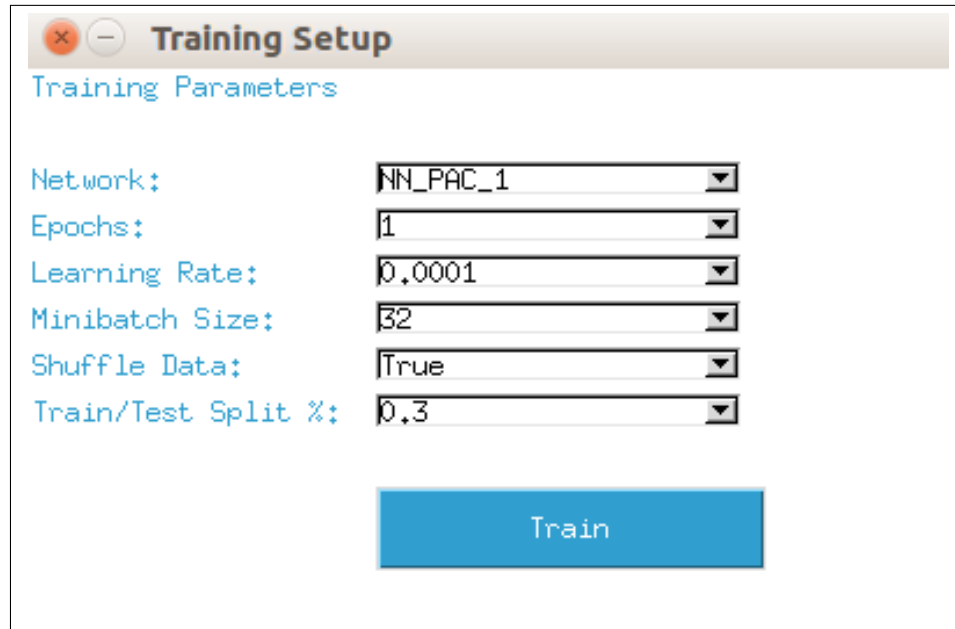 Training Setup
Training Parameters
Network: NN_PAC_1
Epochs: 1
Learning Rate: 0.0001
Minibatch Size: 32
Shuffle Data: True
Train/Test Split %: 0.3
Train